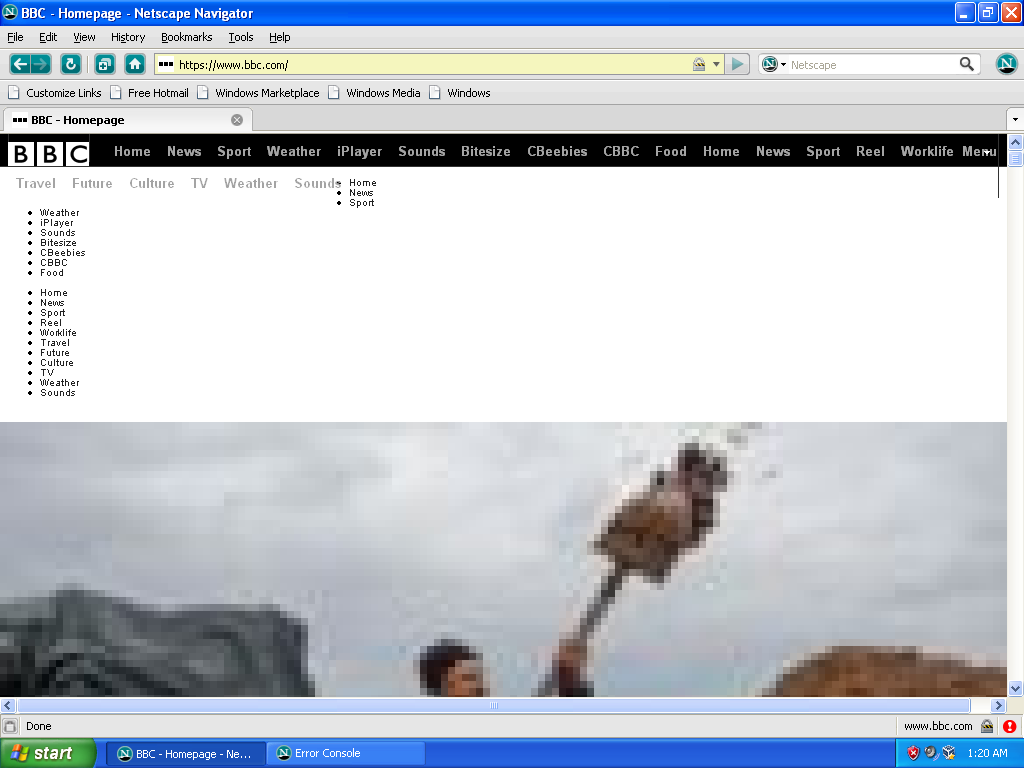 BBC - Homepage - Netscape Navigator
File Edit View History Bookmarks Tools Help
https://www.bbc.com/ N Netscape N
Customize Links Free Hotmail Windows Marketplace Windows Media Windows
BBC - Homepage
BBC Home News Sport Weather iPlayer Sounds Bitesize CBeebies CBBC Food Home News Sport Reel Worklife Menu
Travel Future Culture TV Weather Sounds
Home
News
Sport
Weather
iPlayer
Sounds
Bitesize
CBeebies
CBBC
Food
Home
News
Sport
Reel
Worklife
Travel
Future
Culture
TV
Weather
Sounds
Done www.bbc.com
start N BBC - Homepage - Ne... N Error Console 1:20 AM